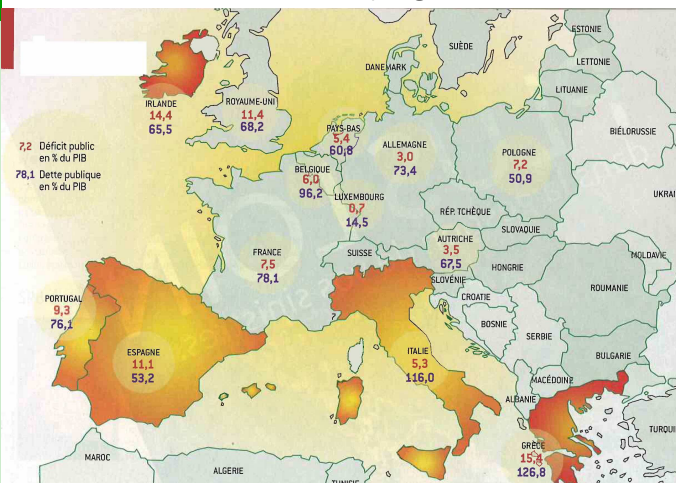 ESTONIE
SUÈDE
LETTONIE
DANEMARK
LITUANIE
IRLANDE
14,4
65,5
ROYAUME-UNI
11,4
68,2
PAYS-BAS
5,4
60,8
ALLEMAGNE
3,0
73,4
POLOGNE
7,2
50,9
BIÉLORUSSIE
7,2 Déficit public
en % du PIB
78,1 Dette publique
en % du PIB
BELGIQUE
6,0
96,2
LUXEMBOURG
0,7
14,5
UKRAI
RÉP. TCHÈQUE
SLOVAQUIE
FRANCE
7,5
78,1
SUISSE
AUTRICHE
3,5
67,5
HONGRIE
MOLDAVIE
SLOVÉNIE
ROUMANIE
CROATIE
PORTUGAL
9,3
76,1
BOSNIE
SERBIE
ESPAGNE
11,1
53,2
ITALIE
5,3
116,0
BULGARIE
MACÉDOINE
ALBANIE
TURQUI
GRÈCE
15,4
126,8
MAROC
ALGÉRIE
TUNISIE